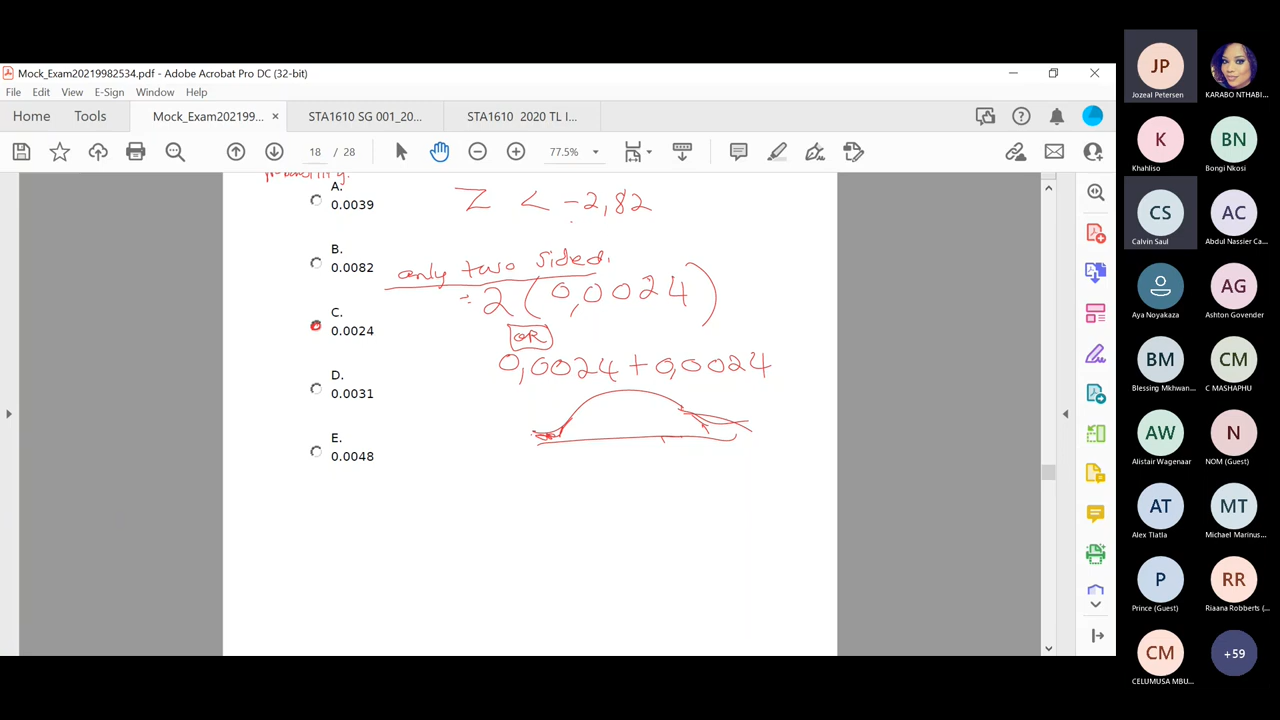 Mock_Exam20219982534.pdf - Adobe Acrobat Pro DC (32-bit)
File Edit View E-Sign Window Help
Home Tools Mock_Exam202199... × STA1610 SG 001_20... STA1610 2020 TL I...
18 / 28 77.5%
probability.
A.
0.0039
Z < -2,82
B.
0.0082
only two sided.
2(0,0024)
C.
0.0024
OR
0,0024 + 0,0024
D.
0.0031
E.
0.0048
JP
Jozeal Petersen
KARABO NTHABI...
K
Khahliso
BN
Bongi Nkosi
CS
Calvin Saul
AC
Abdul Nassier Ca...
Aya Noyakaza
AG
Ashton Govender
BM
Blessing Mkhwan...
CM
C MASHAPHU
AW
Alistair Wagenaar
N
NOM (Guest)
AT
Alex Tlatla
MT
Michael Marinus...
P
Prince (Guest)
RR
Riaana Robberts (...
CM
CELUMUSA MBU...
+59